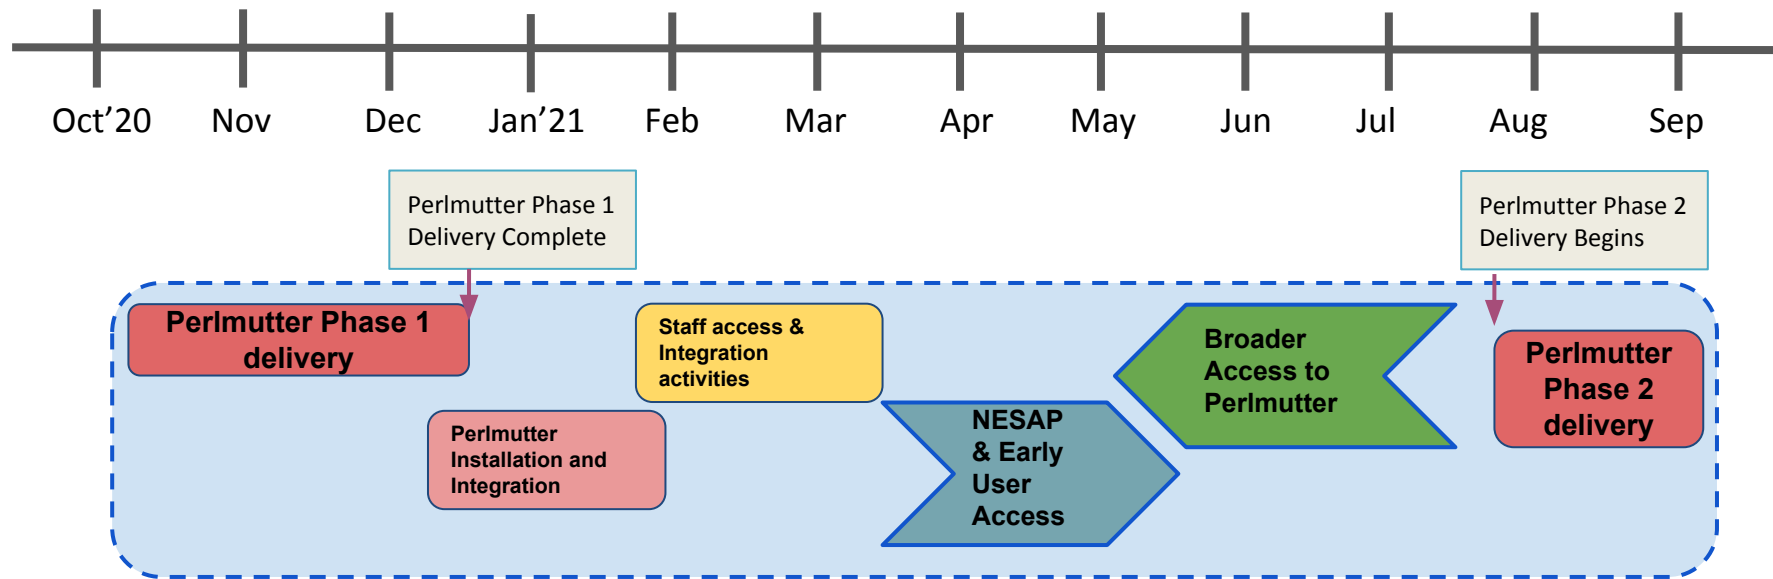 Oct’20 Nov Dec Jan’21 Feb Mar Apr May Jun Jul Aug Sep
Perlmutter Phase 1
Delivery Complete
Perlmutter Phase 2
Delivery Begins
Perlmutter Phase 1
delivery
Perlmutter
Installation and
Integration
Staff access &
Integration
activities
NESAP
& Early
User
Access
Broader
Access to
Perlmutter
Perlmutter
Phase 2
delivery